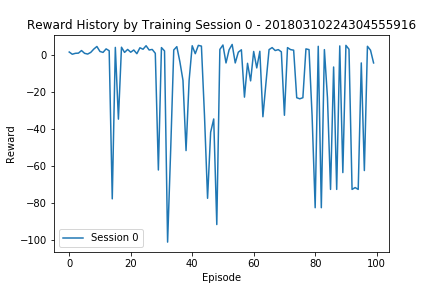 Reward History by Training Session 0 - 20180310224304555916
0
−20
−40
−60
−80
−100
Reward
Session 0
0 20 40 60 80 100
Episode